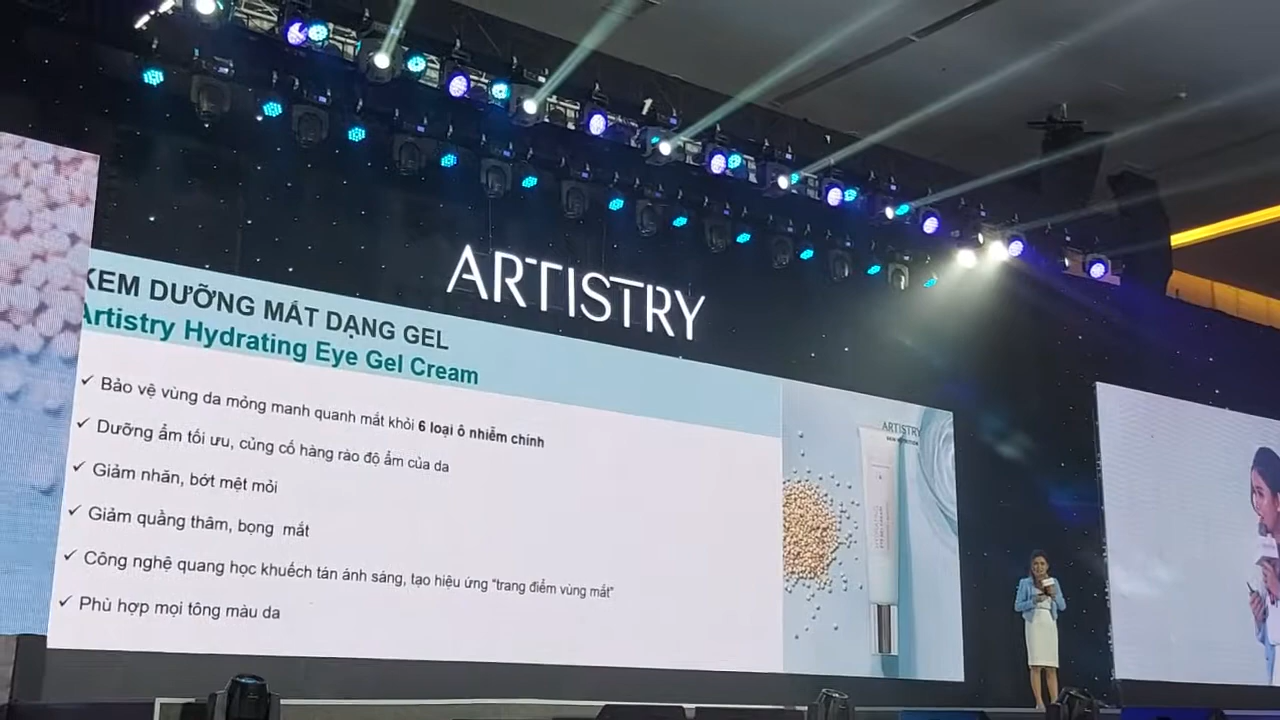 ARTISTRY
KEM DƯỠNG MẮT DẠNG GEL
Artistry Hydrating Eye Gel Cream
✓ Bảo vệ vùng da mỏng manh quanh mắt khỏi 6 loại ô nhiễm chính
✓ Dưỡng ẩm tối ưu, củng cố hàng rào độ ẩm của da
✓ Giảm nhăn, bớt mệt mỏi
✓ Giảm quầng thâm, bọng mắt
✓ Công nghệ quang học khuếch tán ánh sáng, tạo hiệu ứng "trang điểm vùng mắt"
✓ Phù hợp mọi tông màu da
ARTISTRY